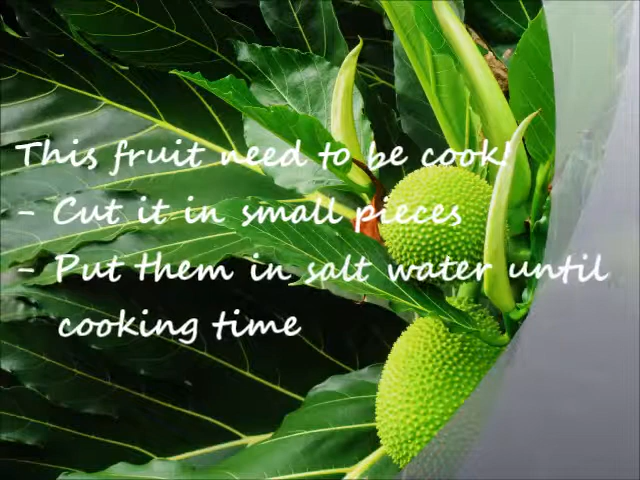 This fruit need to be cook!
- Cut it in small pieces
- Put them in salt water until
cooking time